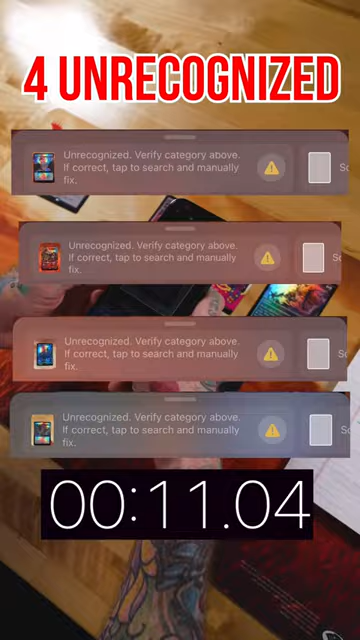 4 UNRECOGNIZED
Unrecognized. Verify category above.
If correct, tap to search and manually
fix.
Unrecognized. Verify category above.
If correct, tap to search and manually
fix.
Unrecognized. Verify category above.
If correct, tap to search and manually
fix.
Unrecognized. Verify category above.
If correct, tap to search and manually
fix.
00:11.04